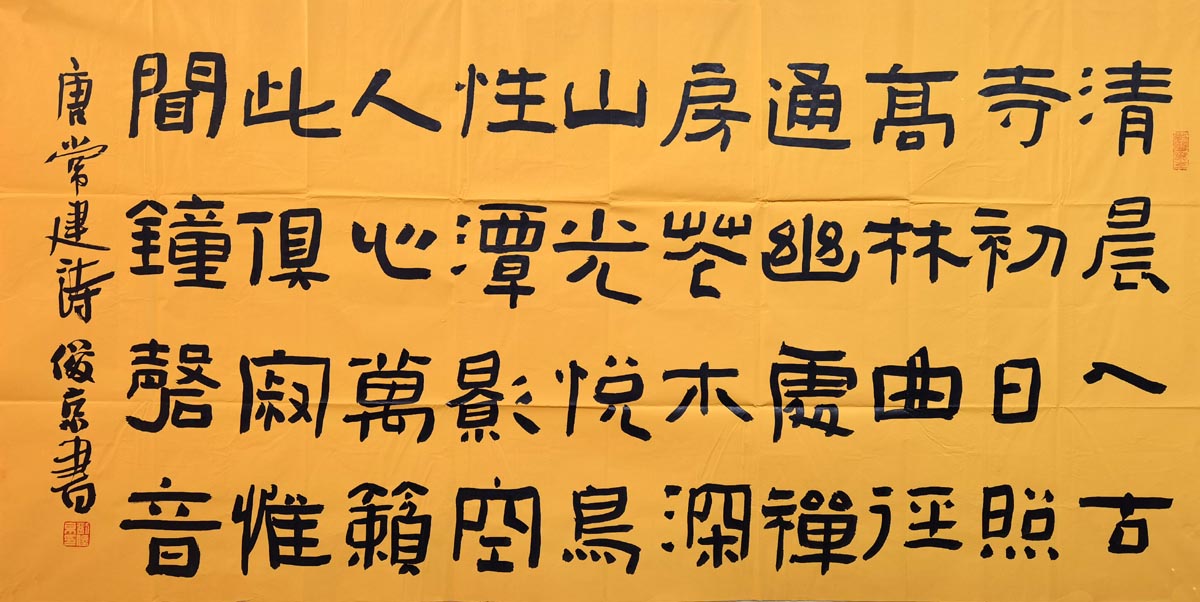 清晨入古
寺初日照
髙林曲徑
通幽處禪
房花木深
山光悅鳥
性潭影空
人心萬籟
此俱寂惟
聞鐘磬音
唐常建詩 俊京書